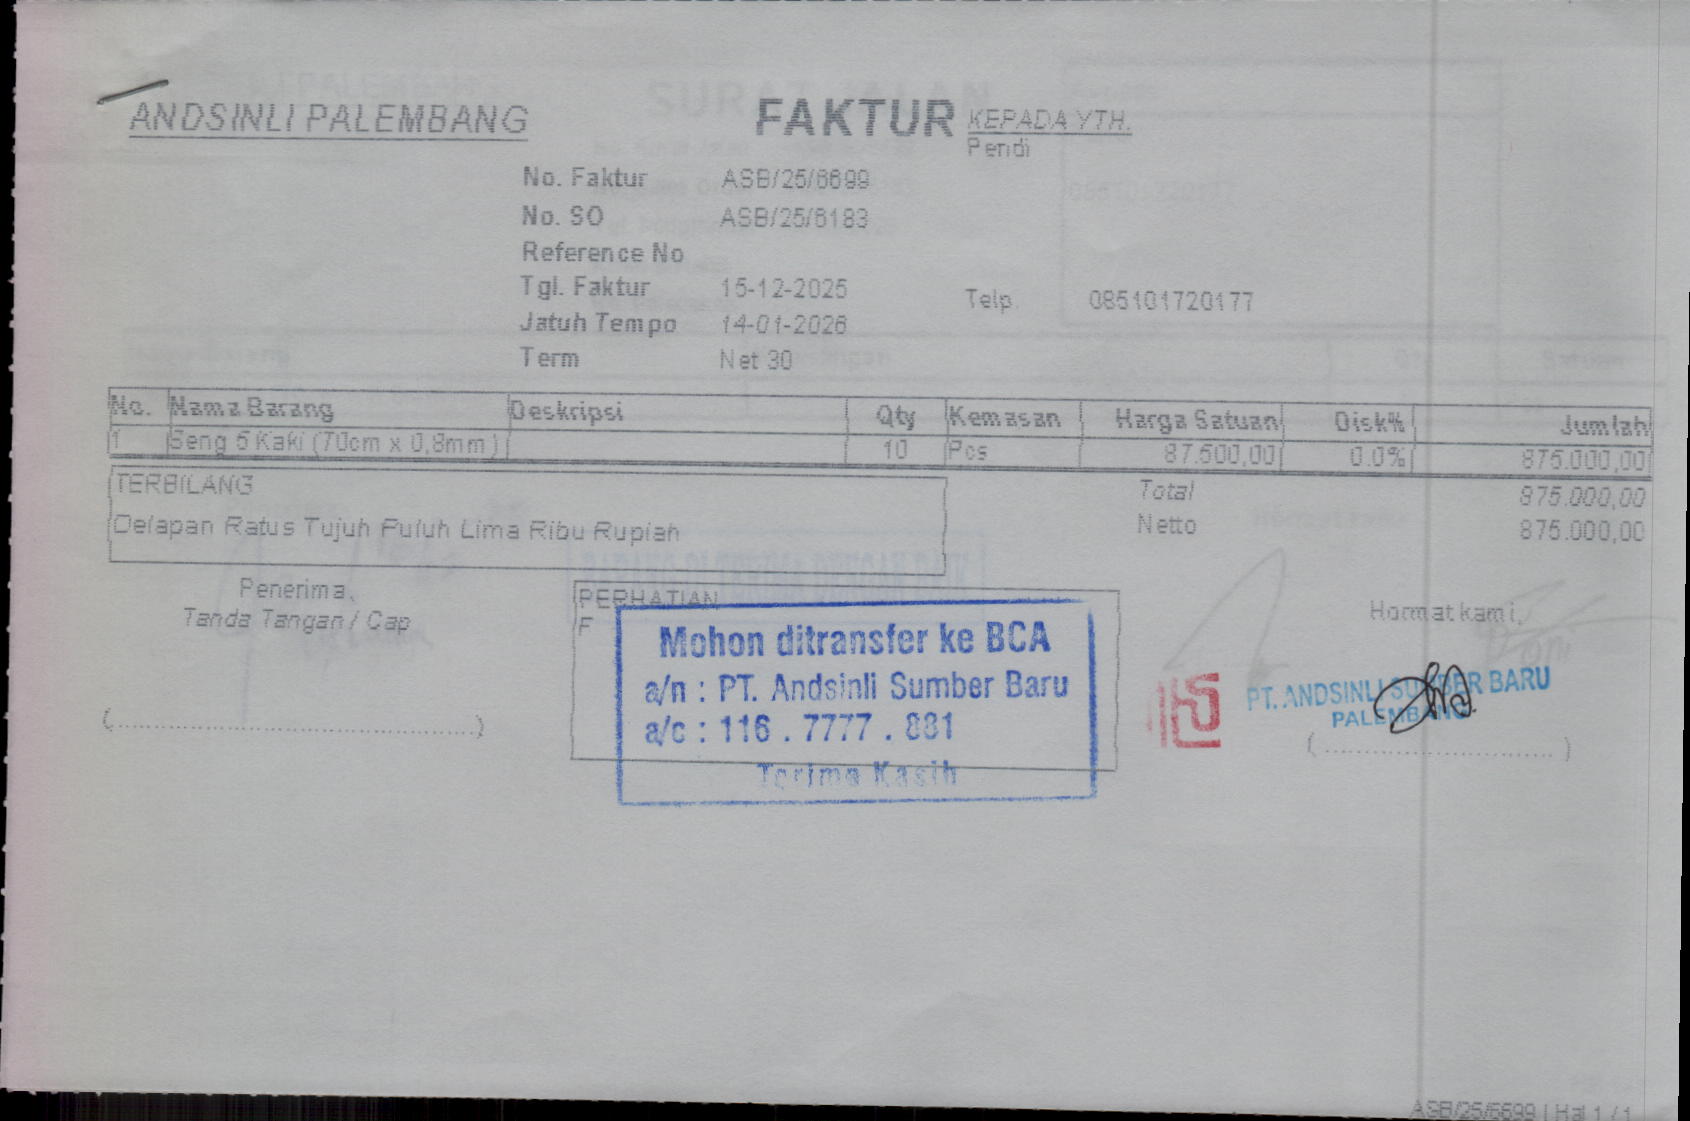 ANDSINLI PALEMBANG
FAKTUR
KEPADA YTH.
Pendi
No. Faktur ASB/25/6699
No. SO ASB/25/6183
Reference No
Tgl. Faktur 15-12-2025
Telp. 085101720177
Jatuh Tempo 14-01-2026
Term Net 30
No. Nama Barang Deskripsi Qty Kemasan Harga Satuan Disk% Jumlah
1 Seng 6 Kaki (70cm x 0,8mm) 10 Pcs 87.500,00 0.0% 875.000,00
TERBILANG
Delapan Ratus Tujuh Puluh Lima Ribu Rupiah
Total 875.000,00
Netto 875.000,00
Penerima,
Tanda Tangan / Cap
(..........................................................)
PERHATIAN
F
Mohon ditransfer ke BCA
a/n : PT. Andsinli Sumber Baru
a/c : 116 . 7777 . 881
Terima Kasih
Hormat kami,
PT. ANDSINLI SUMBER BARU
PALEMBANG
(.....................................)
ASB/25/6699 | Hal 1 / 1